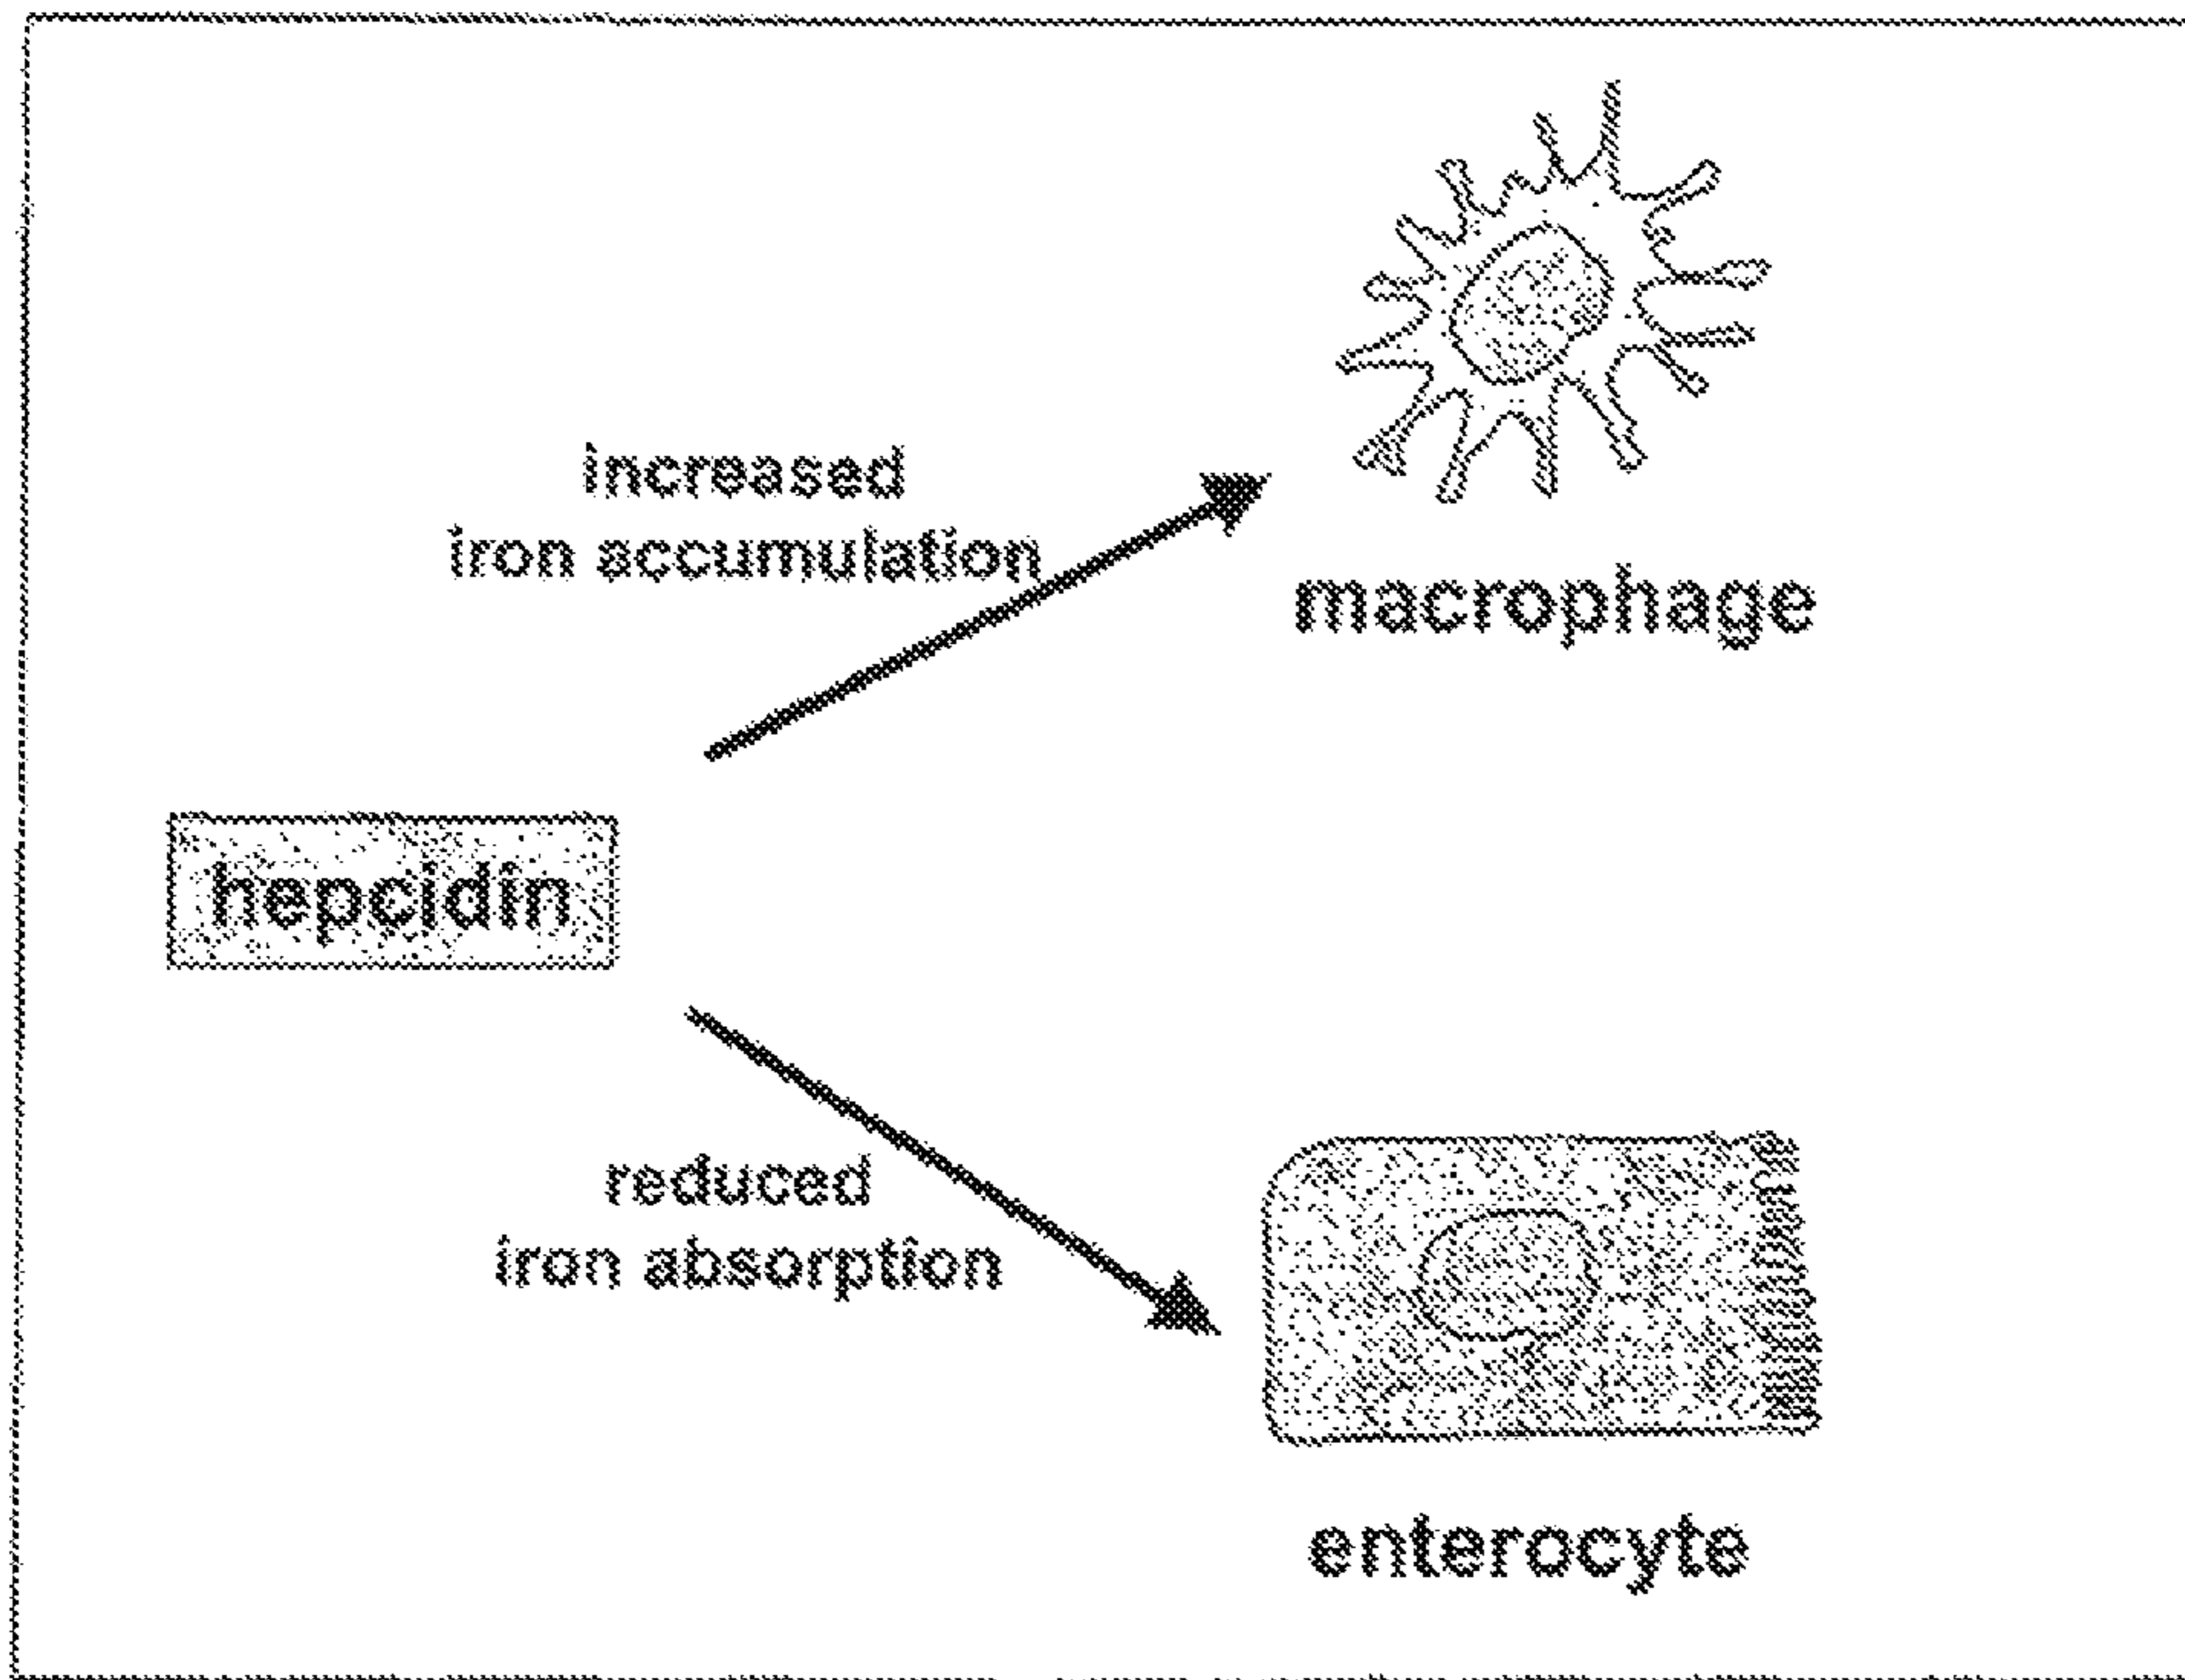 increased
iron accumulation
macrophage
hepcidin
reduced
iron absorption
enterocyte